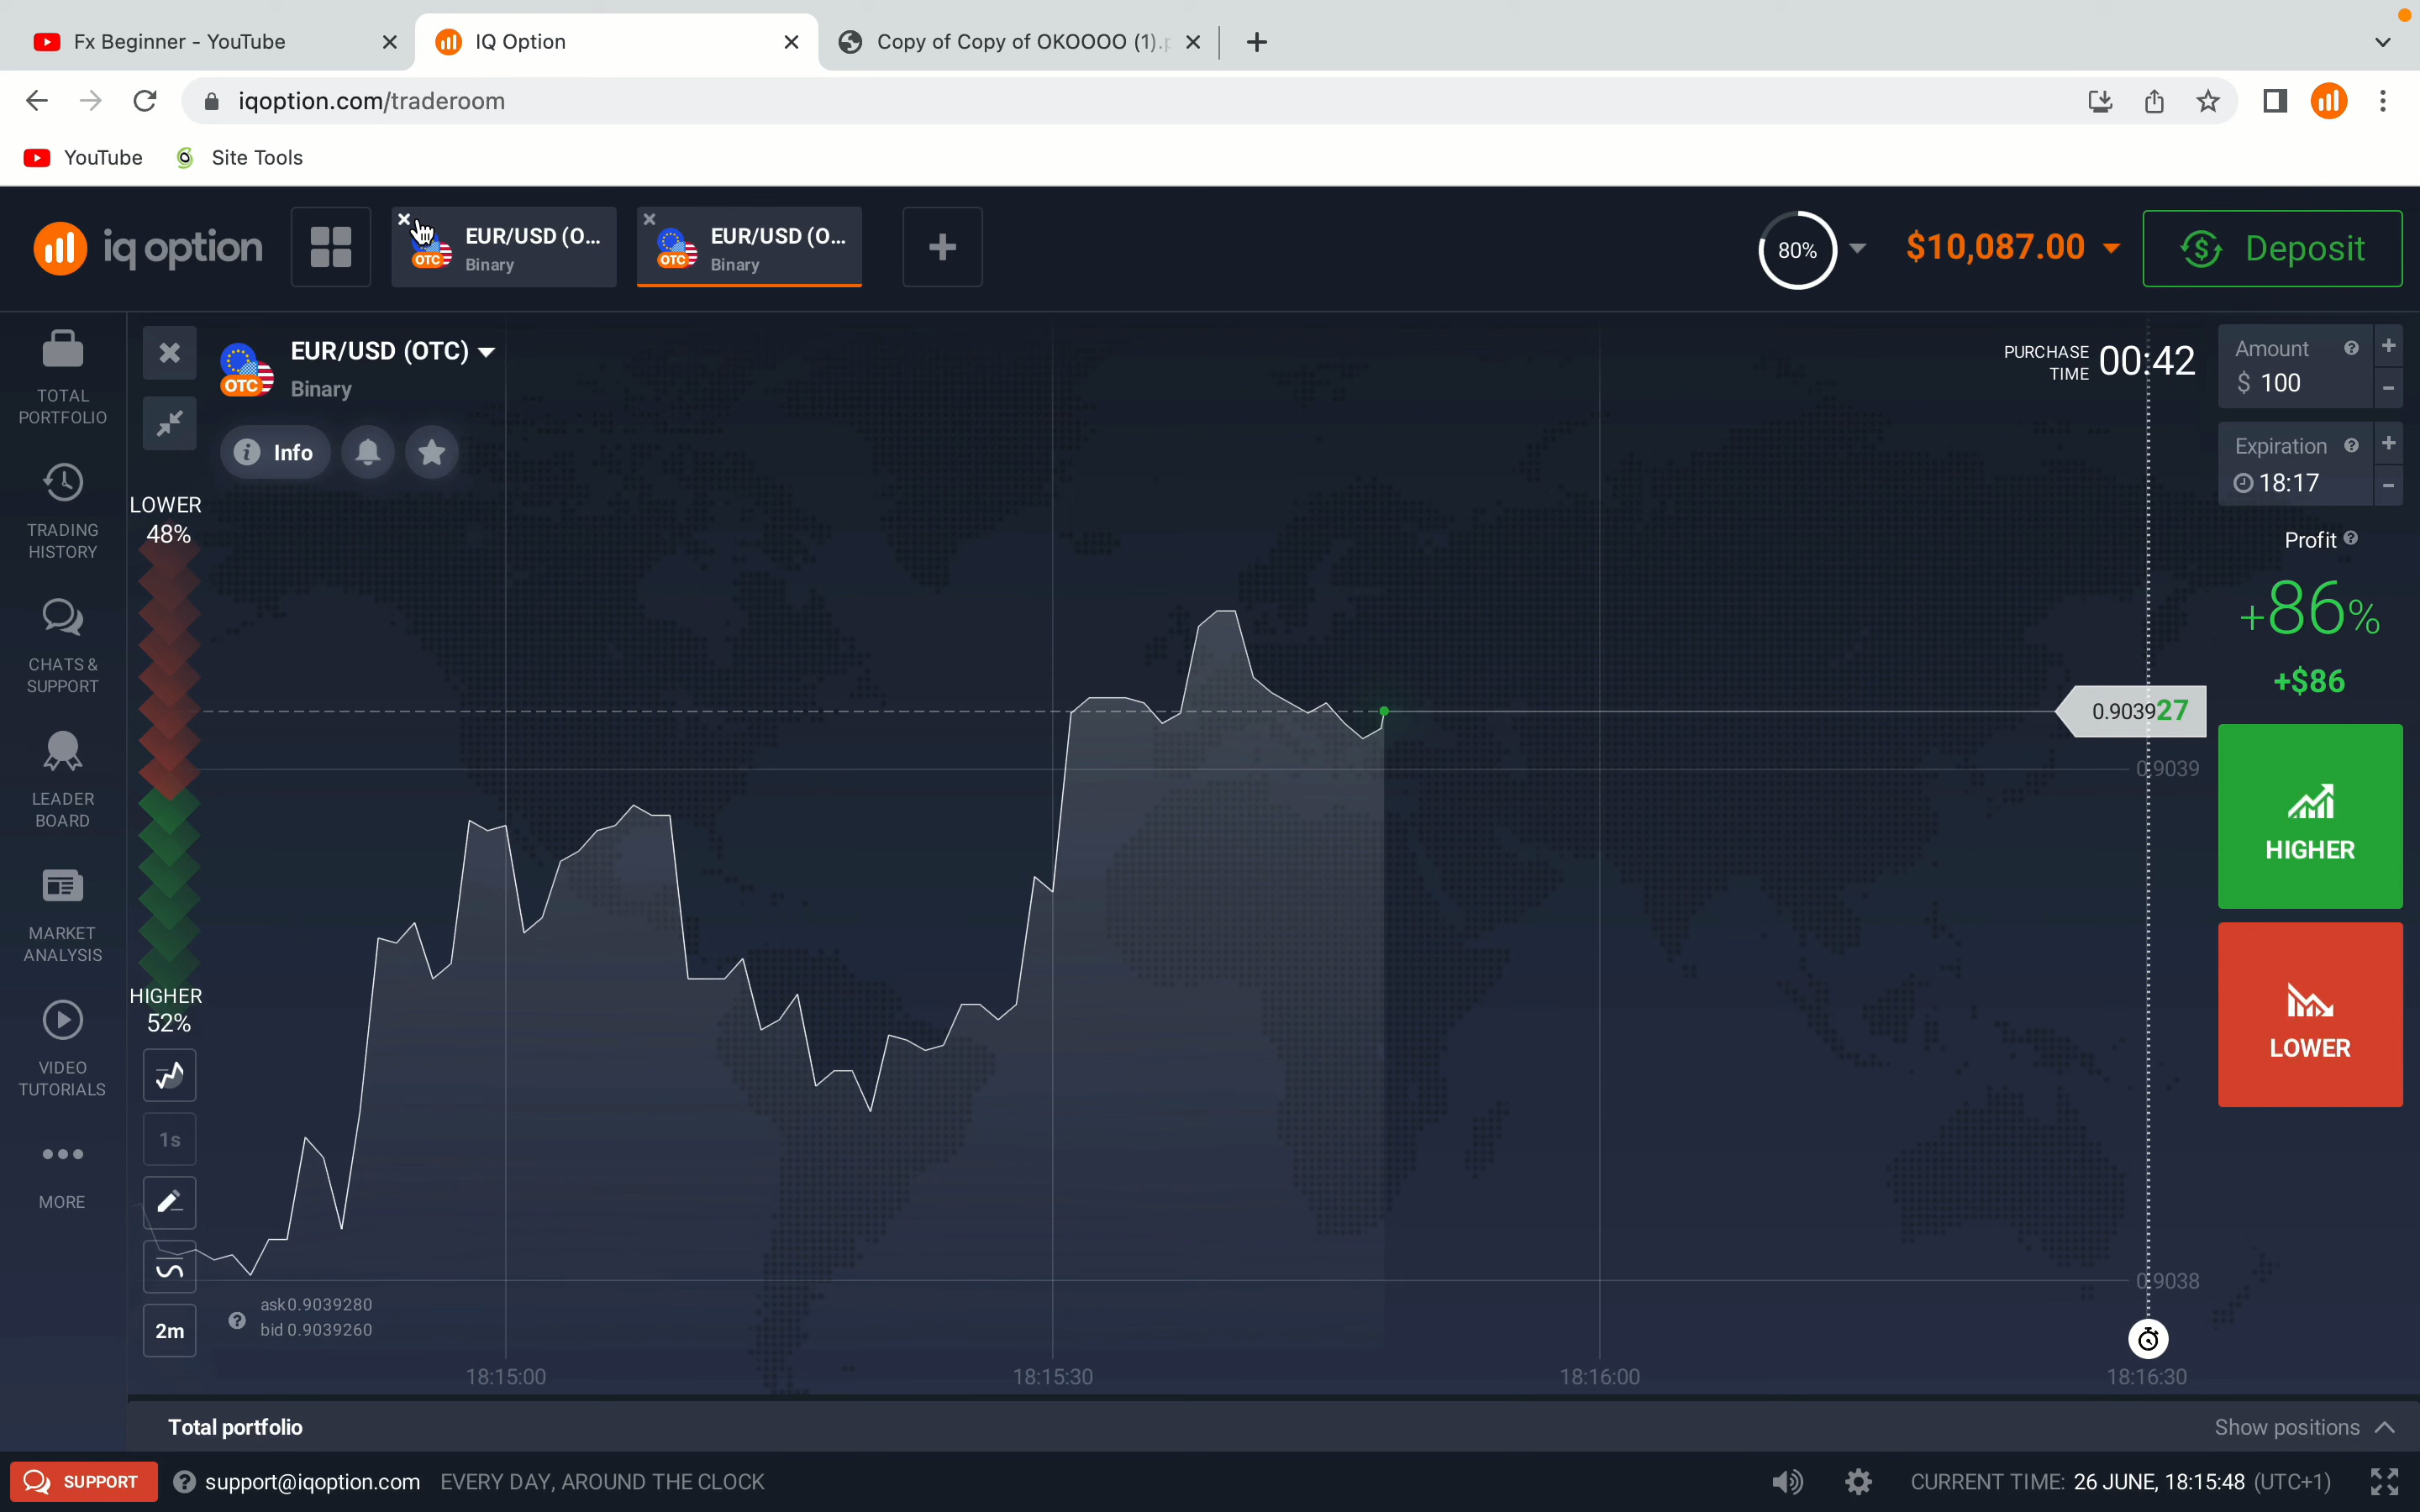 Fx Beginner - YouTube
IQ Option
Copy of Copy of OKOOOO (1).p
iqoption.com/traderoom
YouTube
Site Tools
iq option
EUR/USD (O...
Binary
OTC
EUR/USD (O...
Binary
OTC
80%
$10,087.00
Deposit
TOTAL
PORTFOLIO
TRADING
HISTORY
CHATS &
SUPPORT
LEADER
BOARD
MARKET
ANALYSIS
VIDEO
TUTORIALS
MORE
EUR/USD (OTC)
OTC
Binary
Info
LOWER
48%
HIGHER
52%
1s
2m
ask 0.9039280
bid 0.9039260
PURCHASE
TIME
00:42
0.903927
0.9039
0.9038
18:15:00
18:15:30
18:16:00
18:16:30
Amount
$ 100
Expiration
18:17
Profit
+86%
+$86
HIGHER
LOWER
Total portfolio
Show positions
SUPPORT
support@iqoption.com
EVERY DAY, AROUND THE CLOCK
CURRENT TIME: 26 JUNE, 18:15:48 (UTC+1)